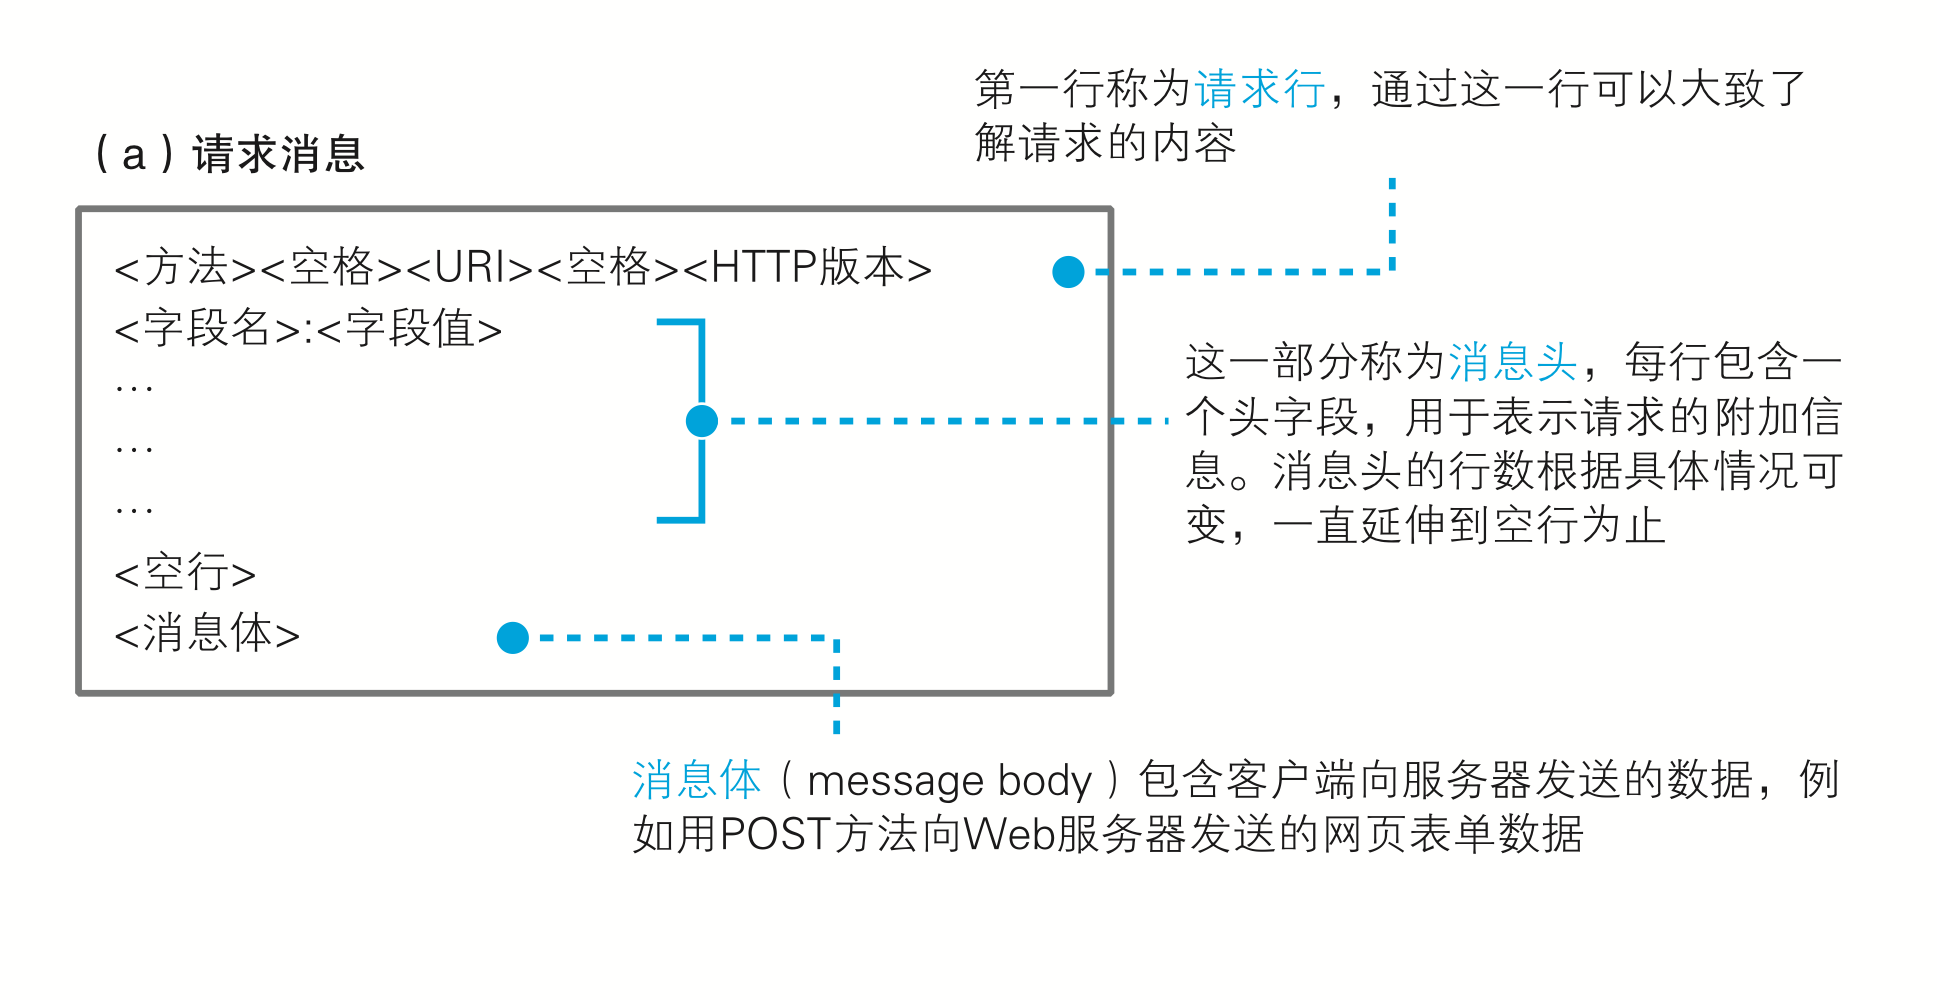 第一行称为请求行，通过这一行可以大致了
解请求的内容
（a）请求消息
<方法><空格><URI><空格><HTTP版本>
<字段名>:<字段值>
…
…
…
<空行>
<消息体>
这一部分称为消息头，每行包含一
个头字段，用于表示请求的附加信
息。消息头的行数根据具体情况可
变，一直延伸到空行为止
消息体（message body）包含客户端向服务器发送的数据，例
如用POST方法向Web服务器发送的网页表单数据